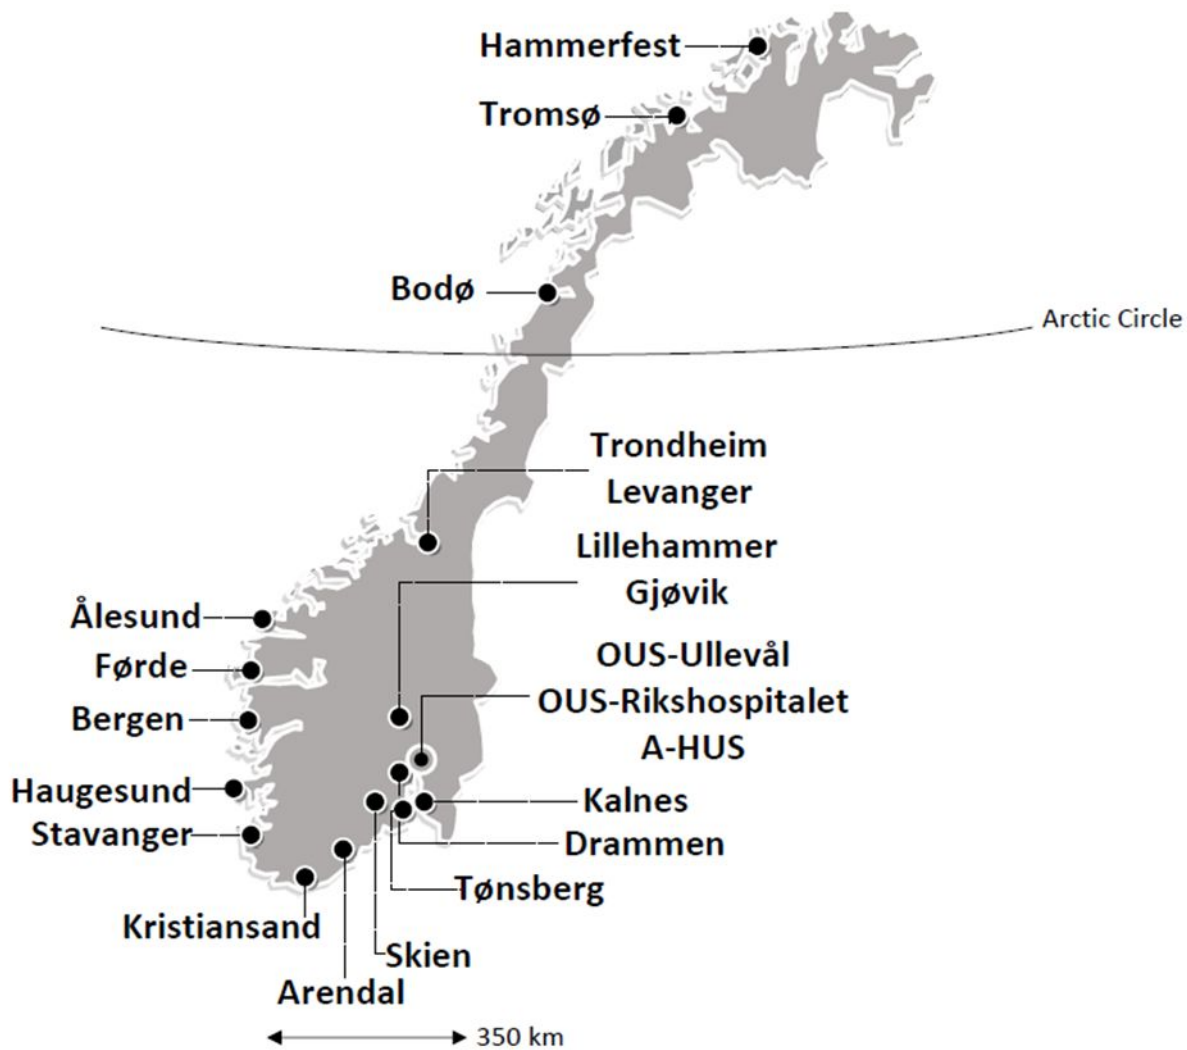 Hammerfest
Tromsø
Bodø
Arctic Circle
Trondheim
Levanger
Lillehammer
Gjøvik
Ålesund
Førde
OUS-Ullevål
OUS-Rikshospitalet
A-HUS
Bergen
Haugesund
Kalnes
Stavanger
Drammen
Tønsberg
Kristiansand
Skien
Arendal
350 km